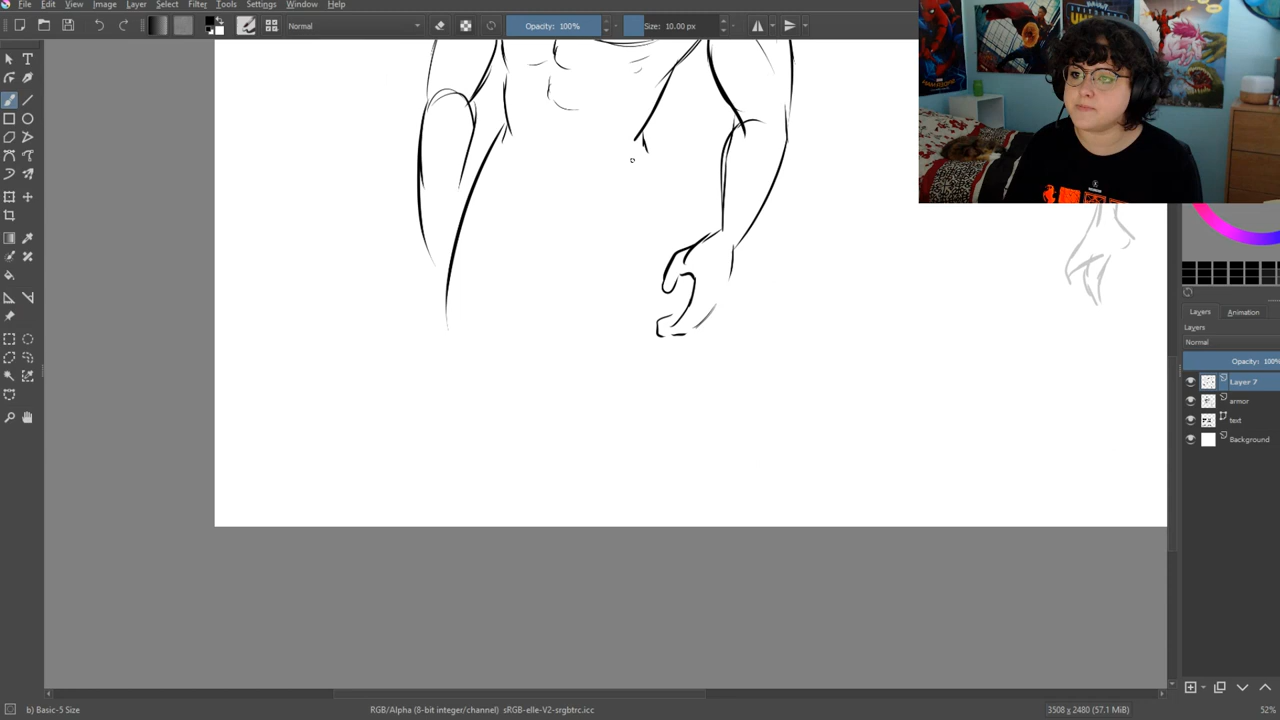 File Edit View Image Layer Select Filter Tools Settings Window Help
Normal Opacity: 100% Size: 10.00 px
Layers Animation
Layers
Normal
Opacity: 100%
Layer 7
armor
text
Background
b) Basic-5 Size RGB/Alpha (8-bit integer/channel) sRGB-elle-V2-srgbtrc.icc 3508 x 2480 (57.1 MiB) 52%